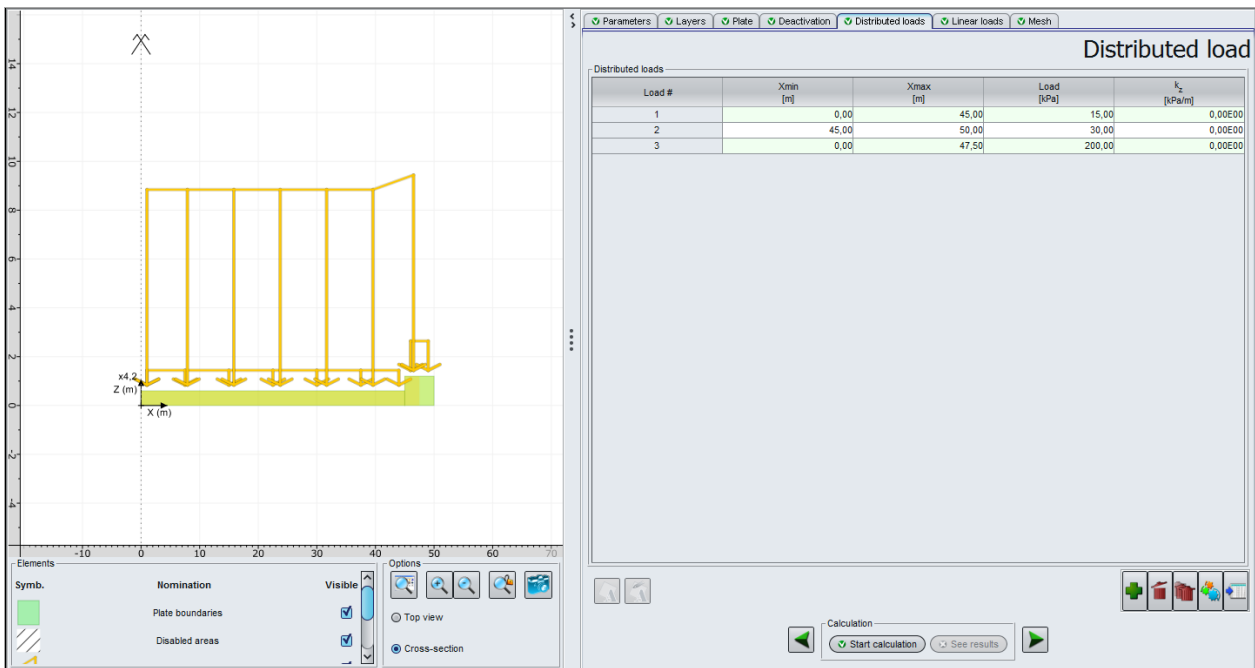 Parameters Layers Plate Deactivation Distributed loads Linear loads Mesh
Distributed load
Distributed loads
Load # Xmin [m] Xmax [m] Load [kPa] kz [kPa/m]
1 0,00 45,00 15,00 0,00E00
2 45,00 50,00 30,00 0,00E00
3 0,00 47,50 200,00 0,00E00
14
12
10
8
6
4
2
0
-2
-4
x4,2
Z (m)
X (m)
-10 0 10 20 30 40 50 60 70
Elements
Symb. Nomination Visible
Plate boundaries
Disabled areas
Options
Top view
Cross-section
Calculation
Start calculation See results